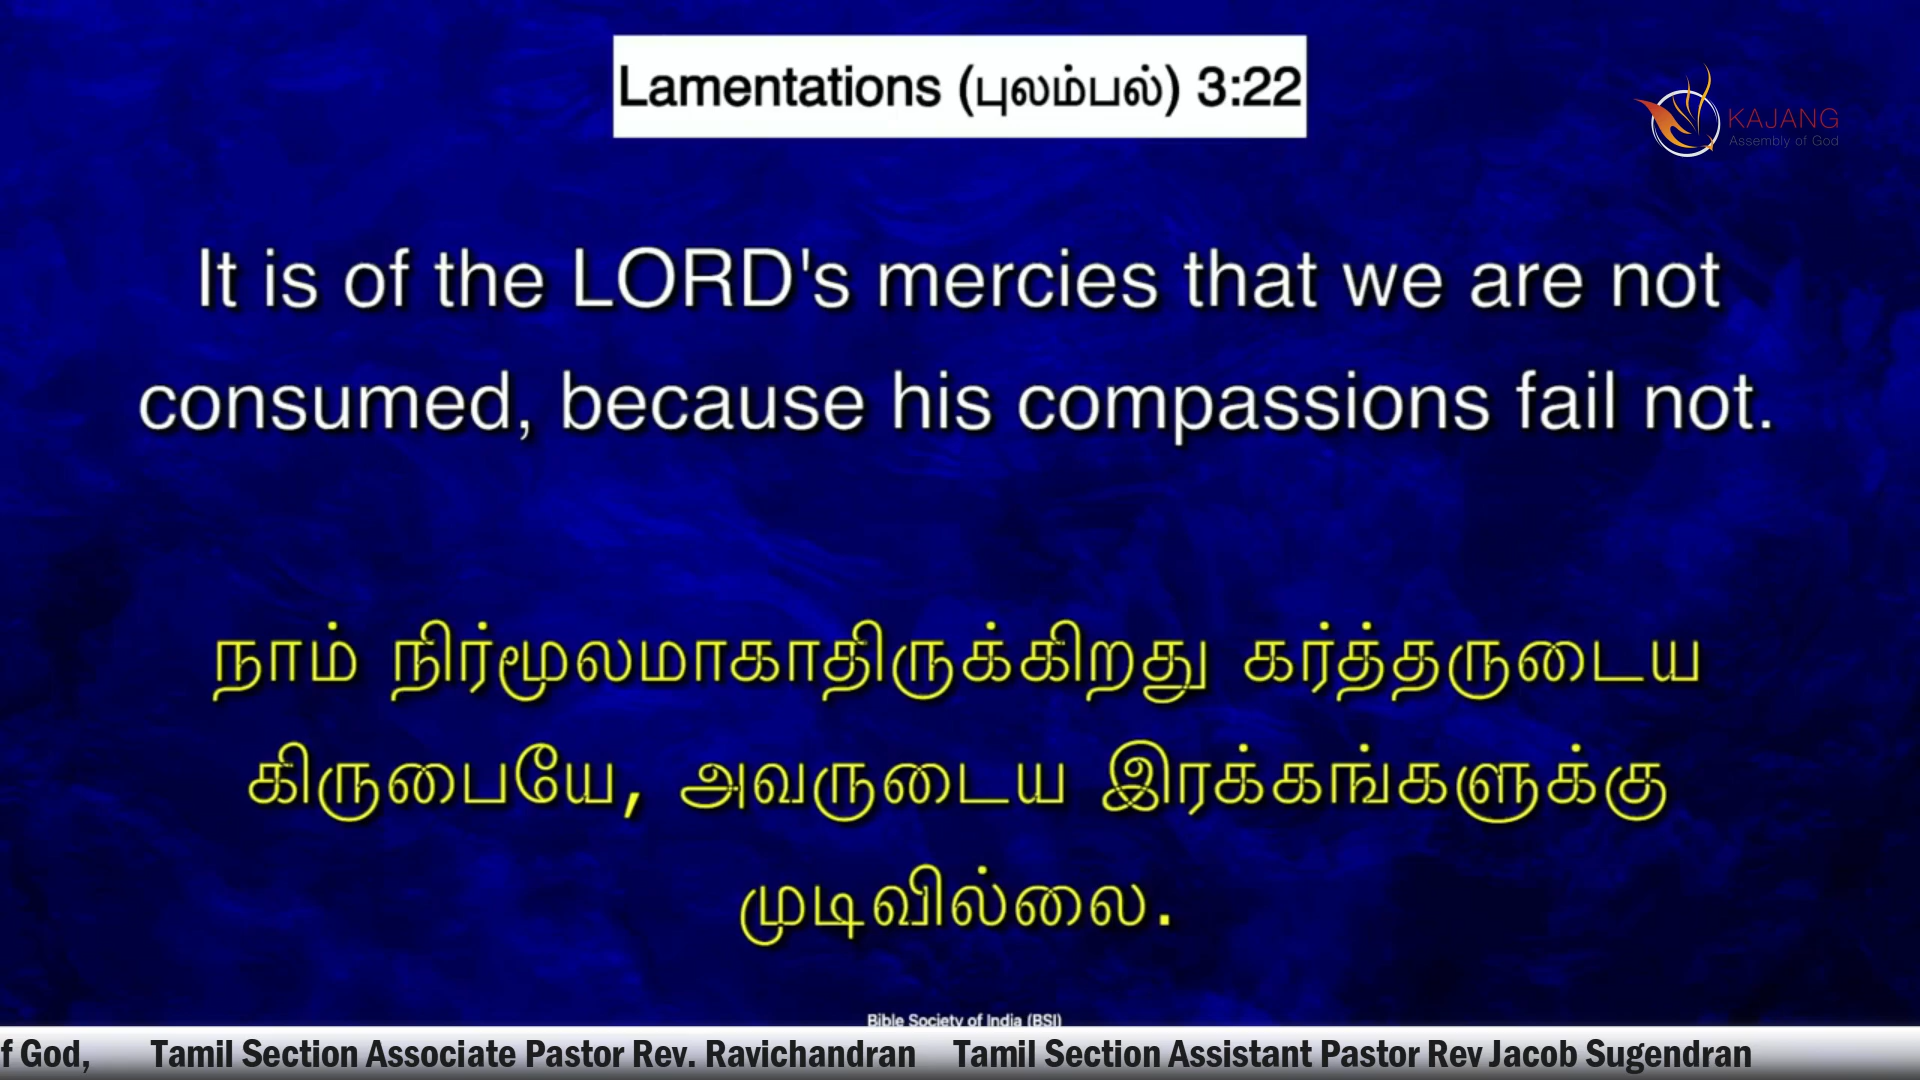 Lamentations (புலம்பல்) 3:22
KAJANG
Assembly of God
It is of the LORD's mercies that we are not
consumed, because his compassions fail not.
நாம் நிர்மூலமாகாதிருக்கிறது கர்த்தருடைய
கிருபையே, அவருடைய இரக்கங்களுக்கு
முடிவில்லை.
Bible Society of India (BSI)
f God, Tamil Section Associate Pastor Rev. Ravichandran Tamil Section Assistant Pastor Rev Jacob Sugendran